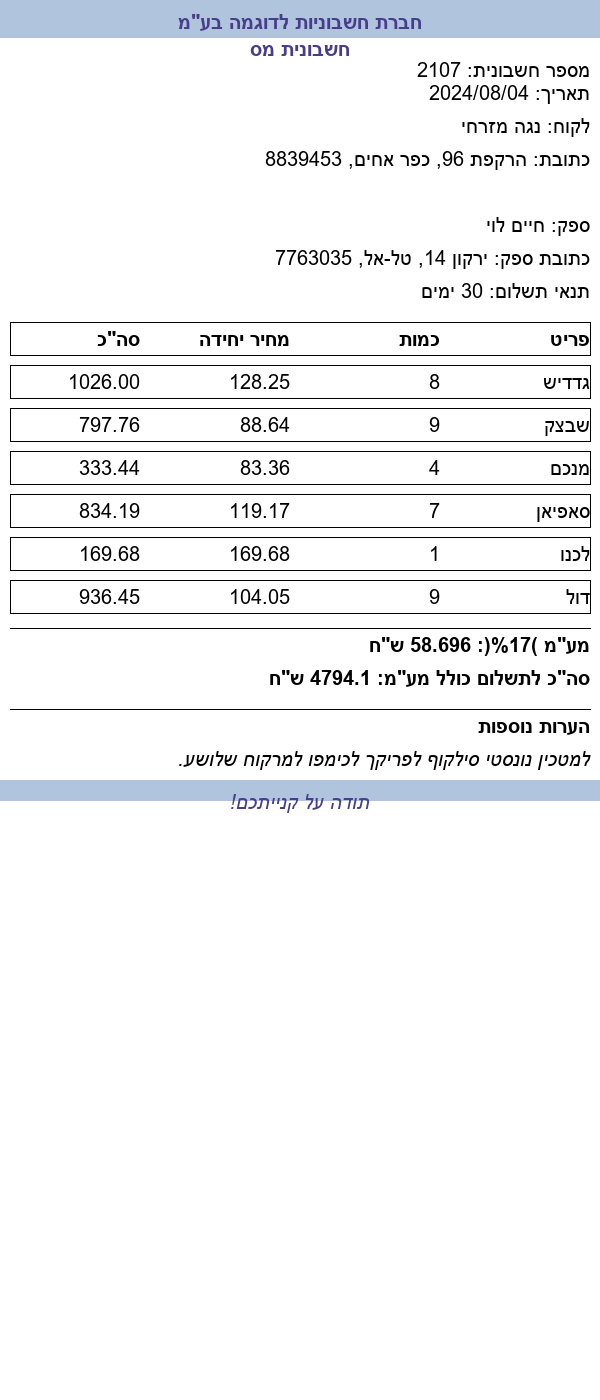 חברת חשבוניות לדוגמה בע"מ
חשבונית מס
מספר חשבונית: 2107
תאריך: 2024/08/04
לקוח: נגה מזרחי
כתובת: הרקפת 96, כפר אחים, 8839453
ספק: חיים לוי
כתובת ספק: ירקון 14, טל-אל, 7763035
תנאי תשלום: 30 ימים
פריט כמות מחיר יחידה סה"כ
גדדיש 8 128.25 1026.00
שבצק 9 88.64 797.76
מנכם 4 83.36 333.44
סאפיאן 7 119.17 834.19
לכנו 1 169.68 169.68
דול 9 104.05 936.45
מע"מ )17%(: 58.696 ש"ח
סה"כ לתשלום כולל מע"מ: 4794.1 ש"ח
הערות נוספות
למטכין נונסטי סילקוף לפריקך לכימפו למרקוח שלושע.
תודה על קנייתכם!